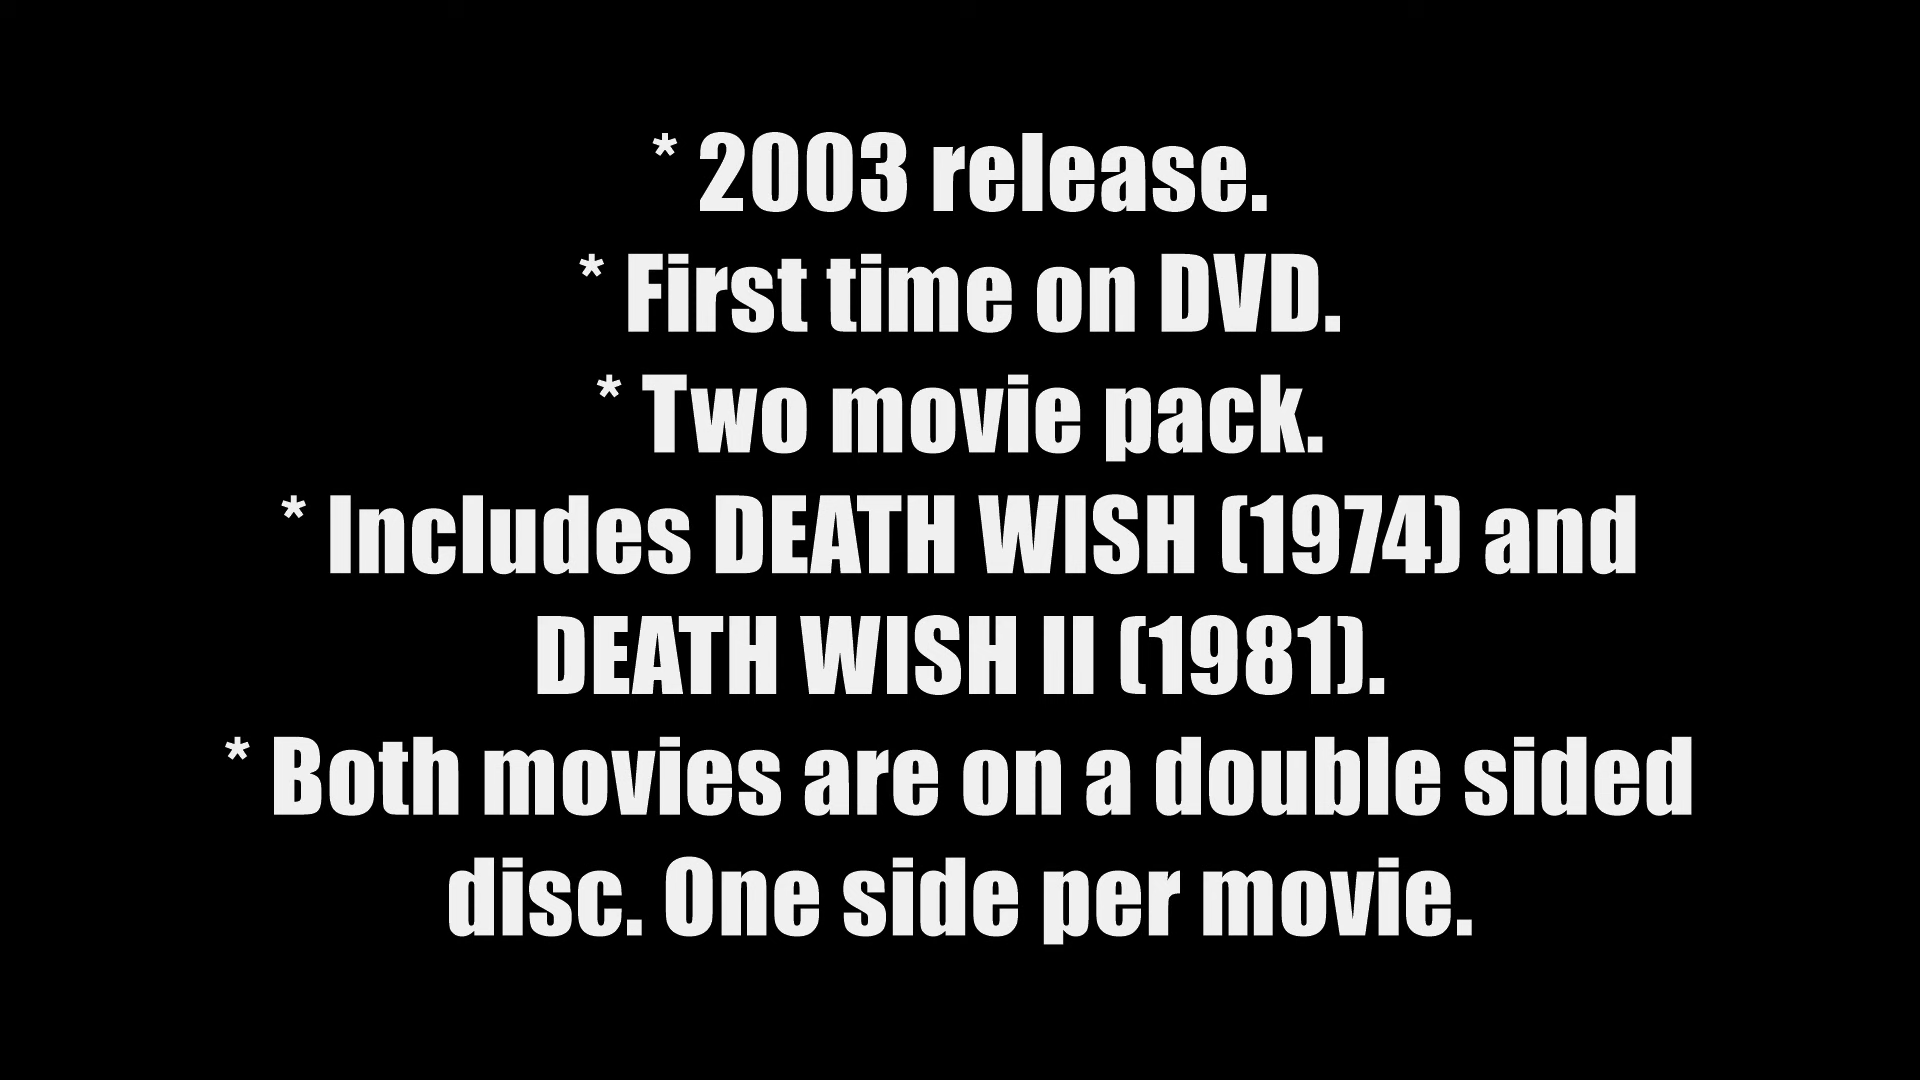 * 2003 release.
* First time on DVD.
* Two movie pack.
* Includes DEATH WISH (1974) and
DEATH WISH II (1981).
* Both movies are on a double sided
disc. One side per movie.